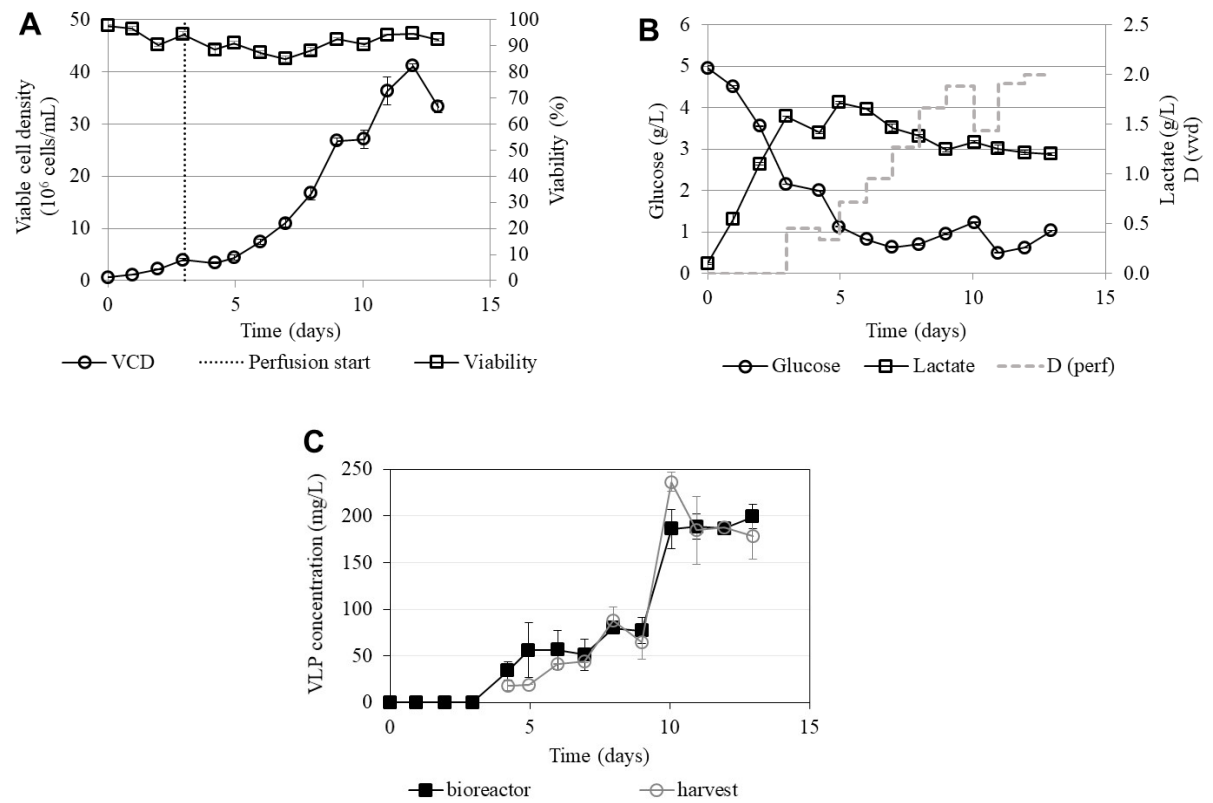 A
Viable cell density
(10⁶ cells/mL)
50
40
30
20
10
0
100
90
80
70
60
50
40
30
20
10
0
Viability (%)
0 5 10 15
Time (days)
VCD Perfusion start Viability
B
Glucose (g/L)
6
5
4
3
2
1
0
2.5
2.0
1.5
1.0
0.5
0.0
Lactate (g/L)
D (vvd)
0 5 10 15
Time (days)
Glucose Lactate D (perf)
C
VLP concentration (mg/L)
250
200
150
100
50
0
0 5 10 15
Time (days)
bioreactor harvest